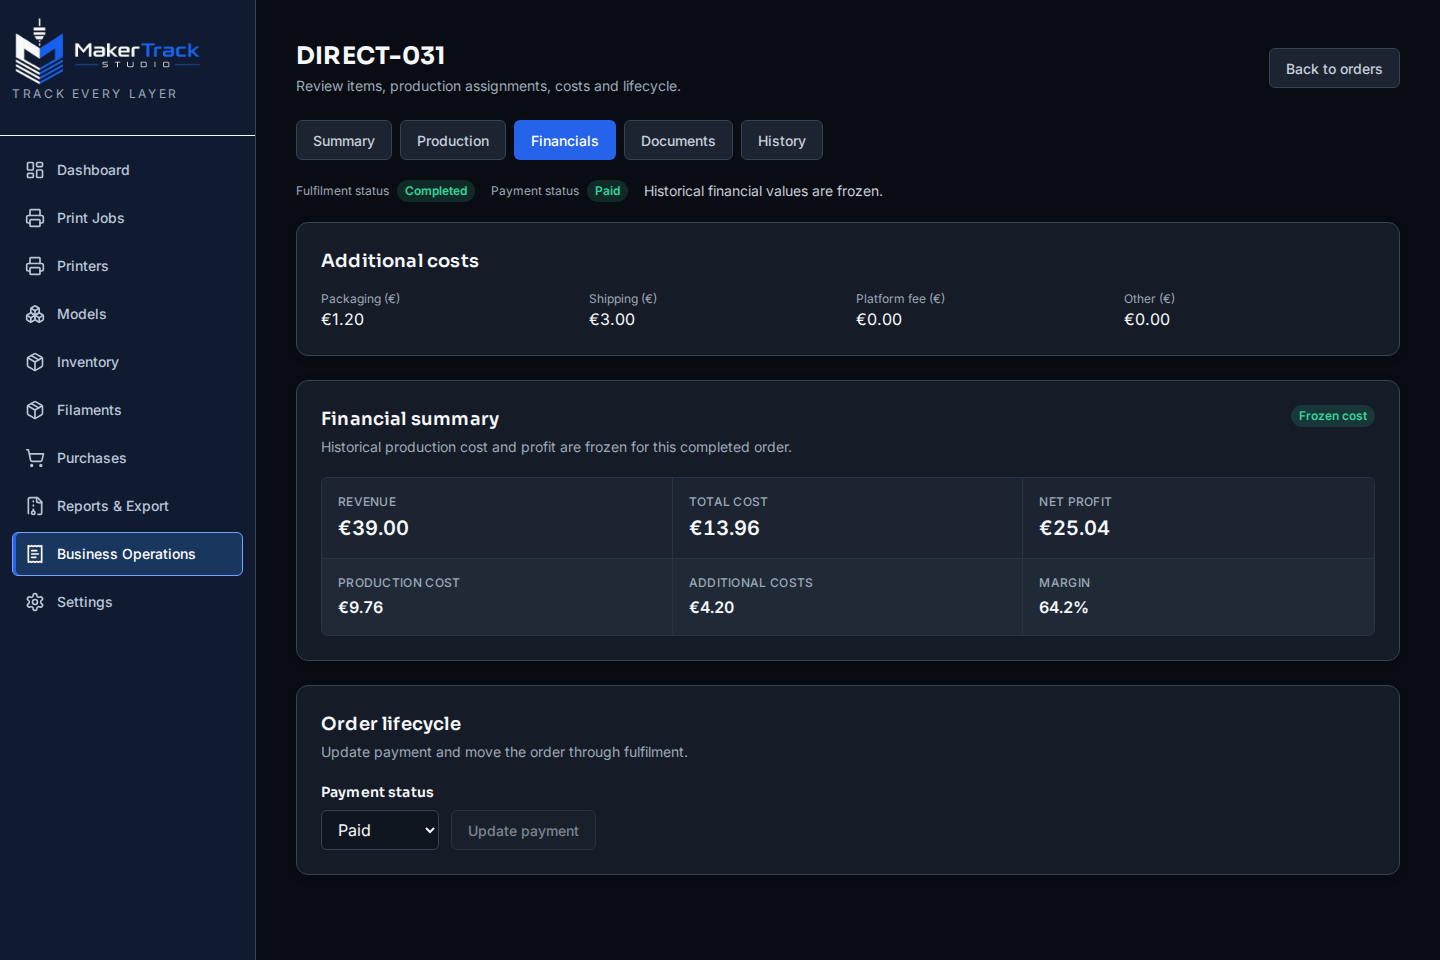 MakerTrack
STUDIO
TRACK EVERY LAYER
Dashboard
Print Jobs
Printers
Models
Inventory
Filaments
Purchases
Reports & Export
Business Operations
Settings
DIRECT-031
Review items, production assignments, costs and lifecycle.
Back to orders
Summary Production Financials Documents History
Fulfilment status Completed Payment status Paid Historical financial values are frozen.
Additional costs
Packaging (€) Shipping (€) Platform fee (€) Other (€)
€1.20 €3.00 €0.00 €0.00
Financial summary
Frozen cost
Historical production cost and profit are frozen for this completed order.
REVENUE TOTAL COST NET PROFIT
€39.00 €13.96 €25.04
PRODUCTION COST ADDITIONAL COSTS MARGIN
€9.76 €4.20 64.2%
Order lifecycle
Update payment and move the order through fulfilment.
Payment status
Paid Update payment